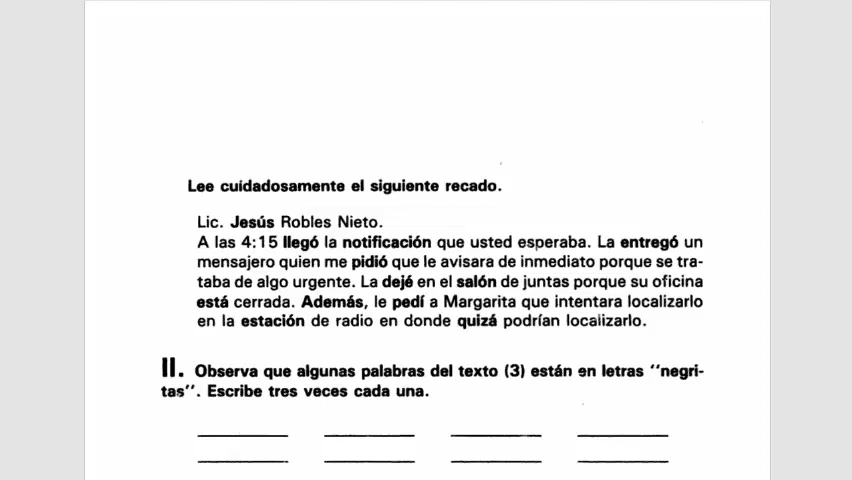 Lee cuidadosamente el siguiente recado.
Lic. Jesús Robles Nieto.
A las 4:15 llegó la notificación que usted esperaba. La entregó un
mensajero quien me pidió que le avisara de inmediato porque se tra-
taba de algo urgente. La dejé en el salón de juntas porque su oficina
está cerrada. Además, le pedí a Margarita que intentara localizarlo
en la estación de radio en donde quizá podrían localizarlo.
II. Observa que algunas palabras del texto (3) están en letras "negri-
tas". Escribe tres veces cada una.